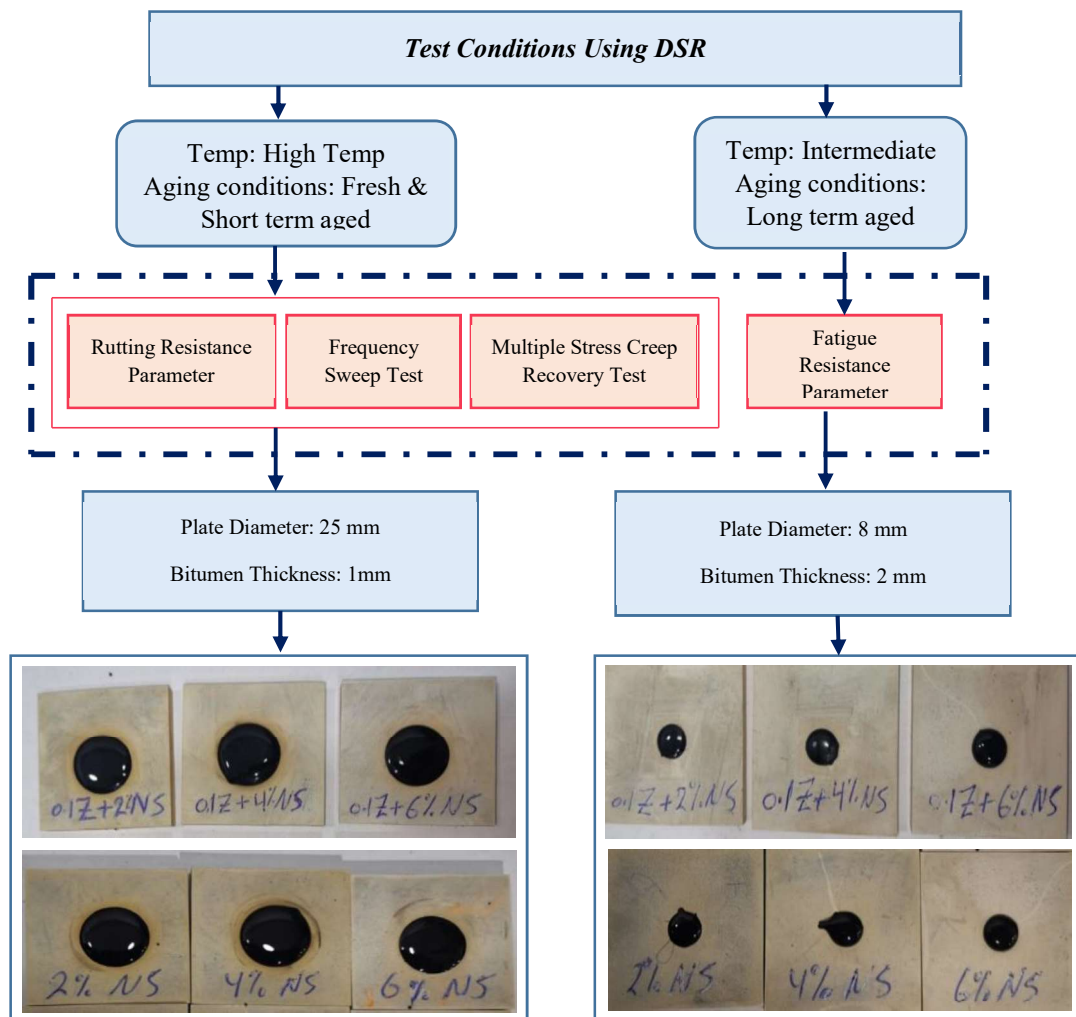 Test Conditions Using DSR
Temp: High Temp
Aging conditions: Fresh &
Short term aged
Temp: Intermediate
Aging conditions:
Long term aged
Rutting Resistance
Parameter
Frequency
Sweep Test
Multiple Stress Creep
Recovery Test
Fatigue
Resistance
Parameter
Plate Diameter: 25 mm
Bitumen Thickness: 1mm
Plate Diameter: 8 mm
Bitumen Thickness: 2 mm
0.1Z+2%NS
0.1Z+4%NS
0.1Z+6%NS
2% NS
4% NS
6% NS
0.1Z+2%.NS
0.1Z+4%.NS
0.1Z+6%.NS
2% NS
4% NS
6% NS